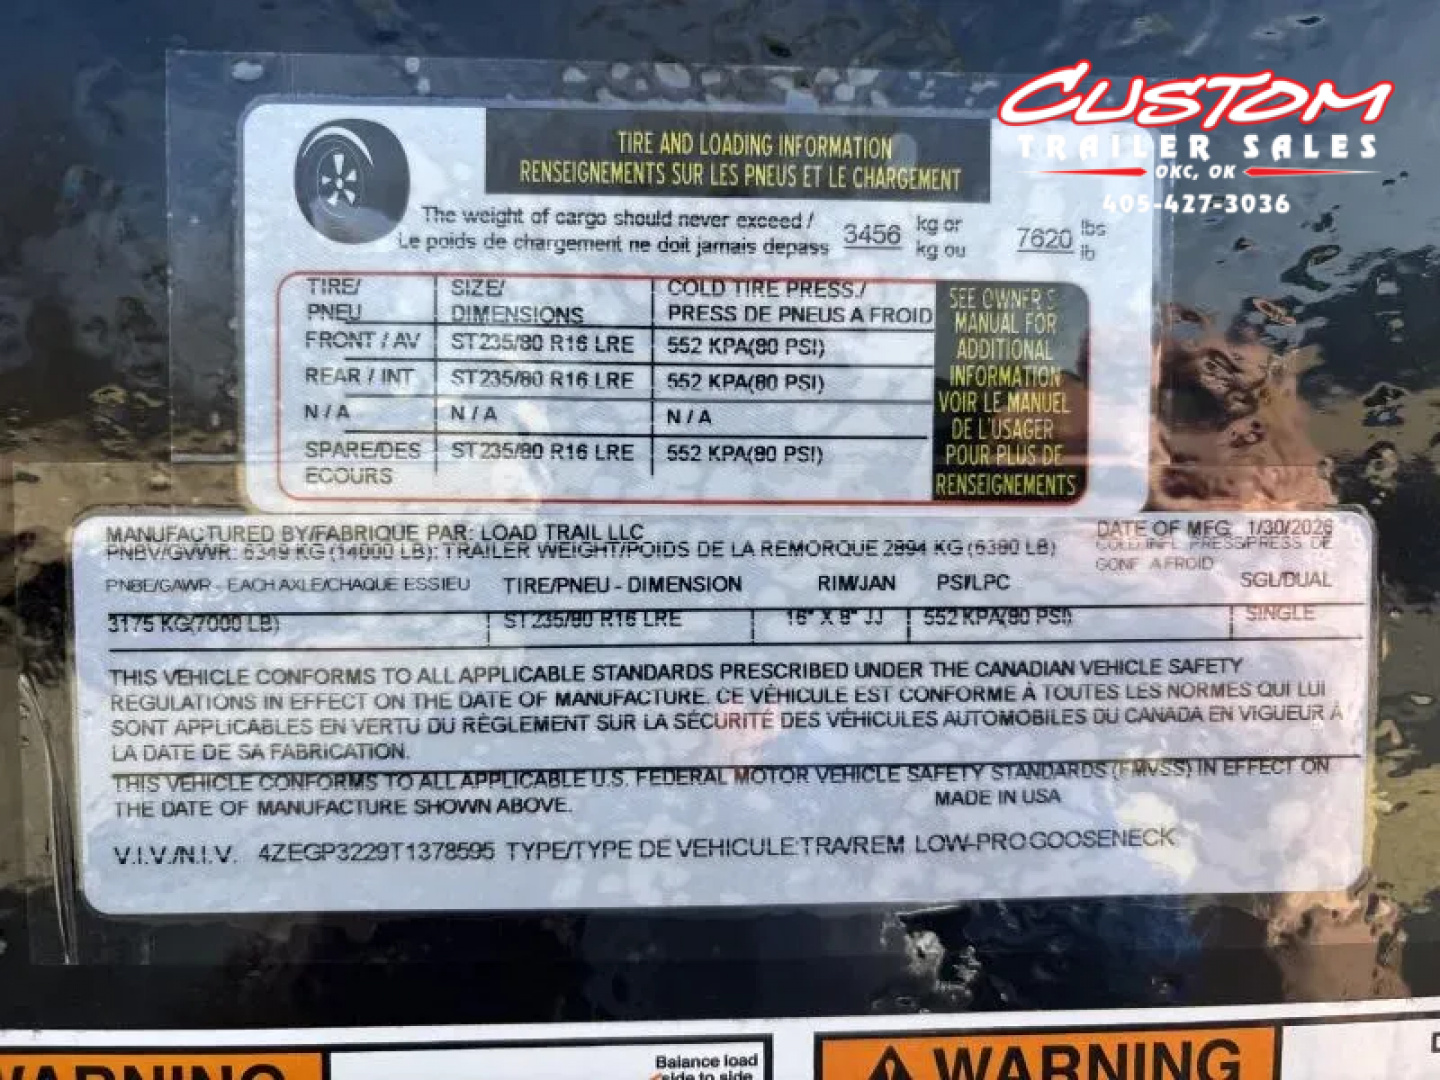 CUSTOM
TRAILER SALES
OKC, OK
405-427-3036
TIRE AND LOADING INFORMATION
RENSEIGNEMENTS SUR LES PNEUS ET LE CHARGEMENT
The weight of cargo should never exceed / 3456 kg or 7620 lbs
Le poids de chargement ne doit jamais depass kg ou lb
TIRE/ SIZE/ COLD TIRE PRESS./
PNEU DIMENSIONS PRESS DE PNEUS A FROID
FRONT / AV ST235/80 R16 LRE 552 KPA(80 PSI)
REAR / INT ST235/80 R16 LRE 552 KPA(80 PSI)
N / A N / A N / A
SPARE/DES ST235/80 R16 LRE 552 KPA(80 PSI)
ECOURS
SEE OWNER'S
MANUAL FOR
ADDITIONAL
INFORMATION
VOIR LE MANUEL
DE L'USAGER
POUR PLUS DE
RENSEIGNEMENTS
MANUFACTURED BY/FABRIQUE PAR: LOAD TRAIL LLC DATE OF MFG. 1/30/2026
PNBV/GVWR: 6349 KG (14000 LB); TRAILER WEIGHT/POIDS DE LA REMORQUE 2894 KG (6380 LB) COLD INFL. PRESS/PRESS DE
GONF A FROID
PNBE/GAWR - EACH AXLE/CHAQUE ESSIEU TIRE/PNEU - DIMENSION RIM/JAN PSI/LPC SGL/DUAL
3175 KG(7000 LB) ST235/80 R16 LRE 16" X 8" JJ 552 KPA(80 PSI) SINGLE
THIS VEHICLE CONFORMS TO ALL APPLICABLE STANDARDS PRESCRIBED UNDER THE CANADIAN VEHICLE SAFETY
REGULATIONS IN EFFECT ON THE DATE OF MANUFACTURE. CE VÉHICULE EST CONFORME À TOUTES LES NORMES QUI LUI
SONT APPLICABLES EN VERTU DU RÈGLEMENT SUR LA SÉCURITÉ DES VÉHICULES AUTOMOBILES DU CANADA EN VIGUEUR À
LA DATE DE SA FABRICATION.
THIS VEHICLE CONFORMS TO ALL APPLICABLE U.S. FEDERAL MOTOR VEHICLE SAFETY STANDARDS (FMVSS) IN EFFECT ON
THE DATE OF MANUFACTURE SHOWN ABOVE. MADE IN USA
V.I.V./N.I.V. 4ZEGP3229T1378595 TYPE/TYPE DE VEHICULE:TRA/REM LOW-PRO GOOSENECK
WARNING
Balance load
side to side
WARNING